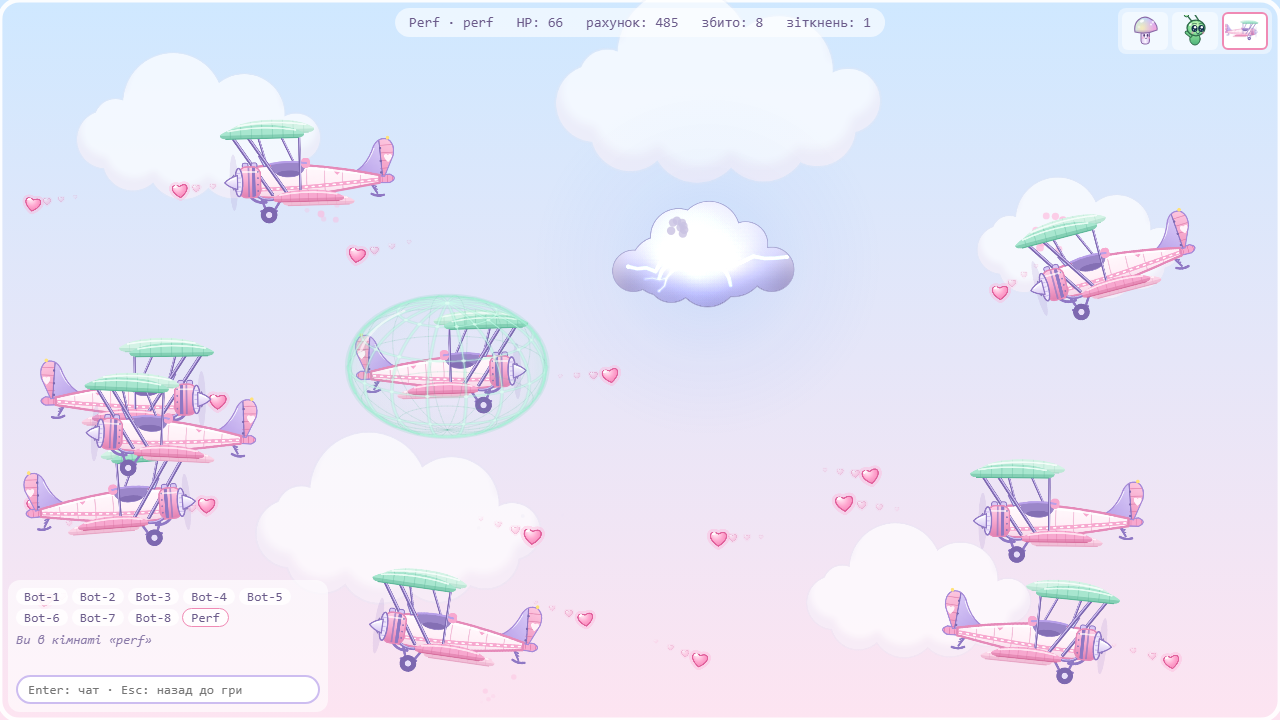 Perf · perf HP: 66 рахунок: 485 збито: 8 зіткнень: 1
Bot-1 Bot-2 Bot-3 Bot-4 Bot-5
Bot-6 Bot-7 Bot-8 Perf
Ви в кімнаті «perf»
Enter: чат · Esc: назад до гри